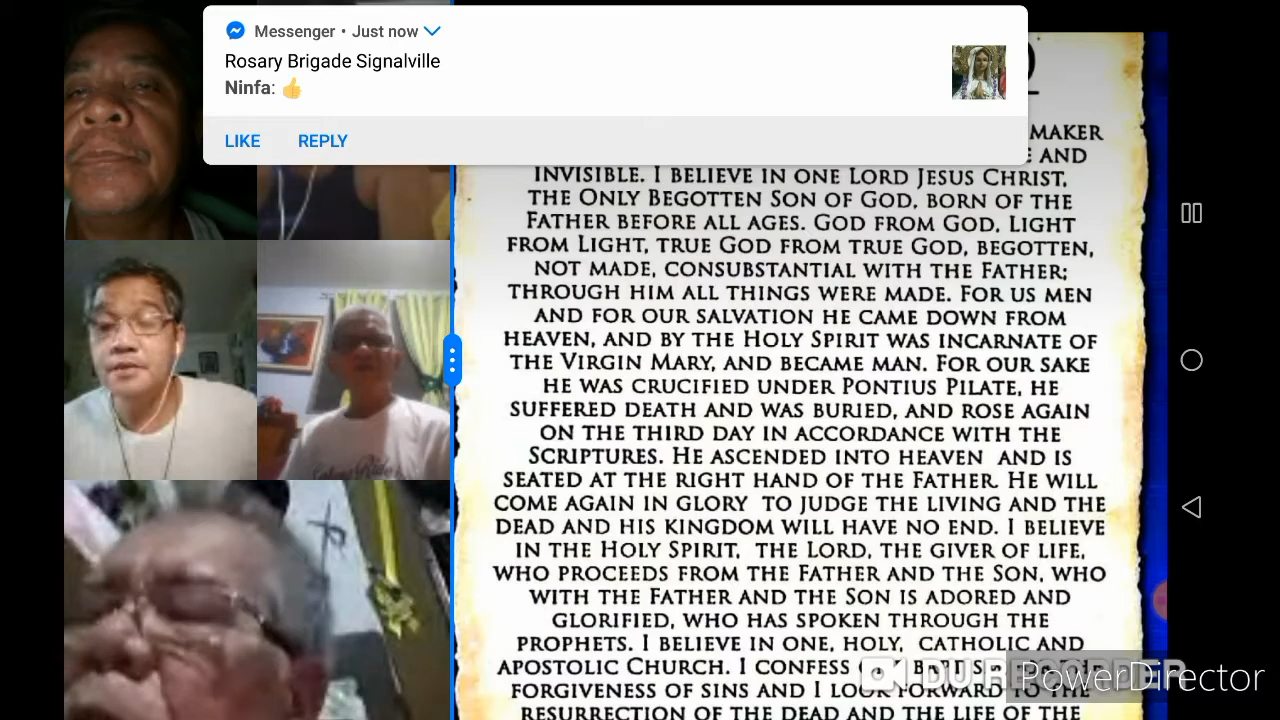 Messenger • Just now
Rosary Brigade Signalville
Ninfa: 👍
LIKE REPLY
MAKER
AND
INVISIBLE. I BELIEVE IN ONE LORD JESUS CHRIST,
THE ONLY BEGOTTEN SON OF GOD, BORN OF THE
FATHER BEFORE ALL AGES. GOD FROM GOD, LIGHT
FROM LIGHT, TRUE GOD FROM TRUE GOD, BEGOTTEN,
NOT MADE, CONSUBSTANTIAL WITH THE FATHER;
THROUGH HIM ALL THINGS WERE MADE. FOR US MEN
AND FOR OUR SALVATION HE CAME DOWN FROM
HEAVEN, AND BY THE HOLY SPIRIT WAS INCARNATE OF
THE VIRGIN MARY, AND BECAME MAN. FOR OUR SAKE
HE WAS CRUCIFIED UNDER PONTIUS PILATE, HE
SUFFERED DEATH AND WAS BURIED, AND ROSE AGAIN
ON THE THIRD DAY IN ACCORDANCE WITH THE
SCRIPTURES. HE ASCENDED INTO HEAVEN AND IS
SEATED AT THE RIGHT HAND OF THE FATHER. HE WILL
COME AGAIN IN GLORY TO JUDGE THE LIVING AND THE
DEAD AND HIS KINGDOM WILL HAVE NO END. I BELIEVE
IN THE HOLY SPIRIT, THE LORD, THE GIVER OF LIFE,
WHO PROCEEDS FROM THE FATHER AND THE SON, WHO
WITH THE FATHER AND THE SON IS ADORED AND
GLORIFIED, WHO HAS SPOKEN THROUGH THE
PROPHETS. I BELIEVE IN ONE, HOLY, CATHOLIC AND
APOSTOLIC CHURCH. I CONFESS
FORGIVENESS OF SINS AND I LOOK FORWARD TO THE
RESURRECTION OF THE DEAD AND THE LIFE OF THE
DU RECORDER
PowerDirector